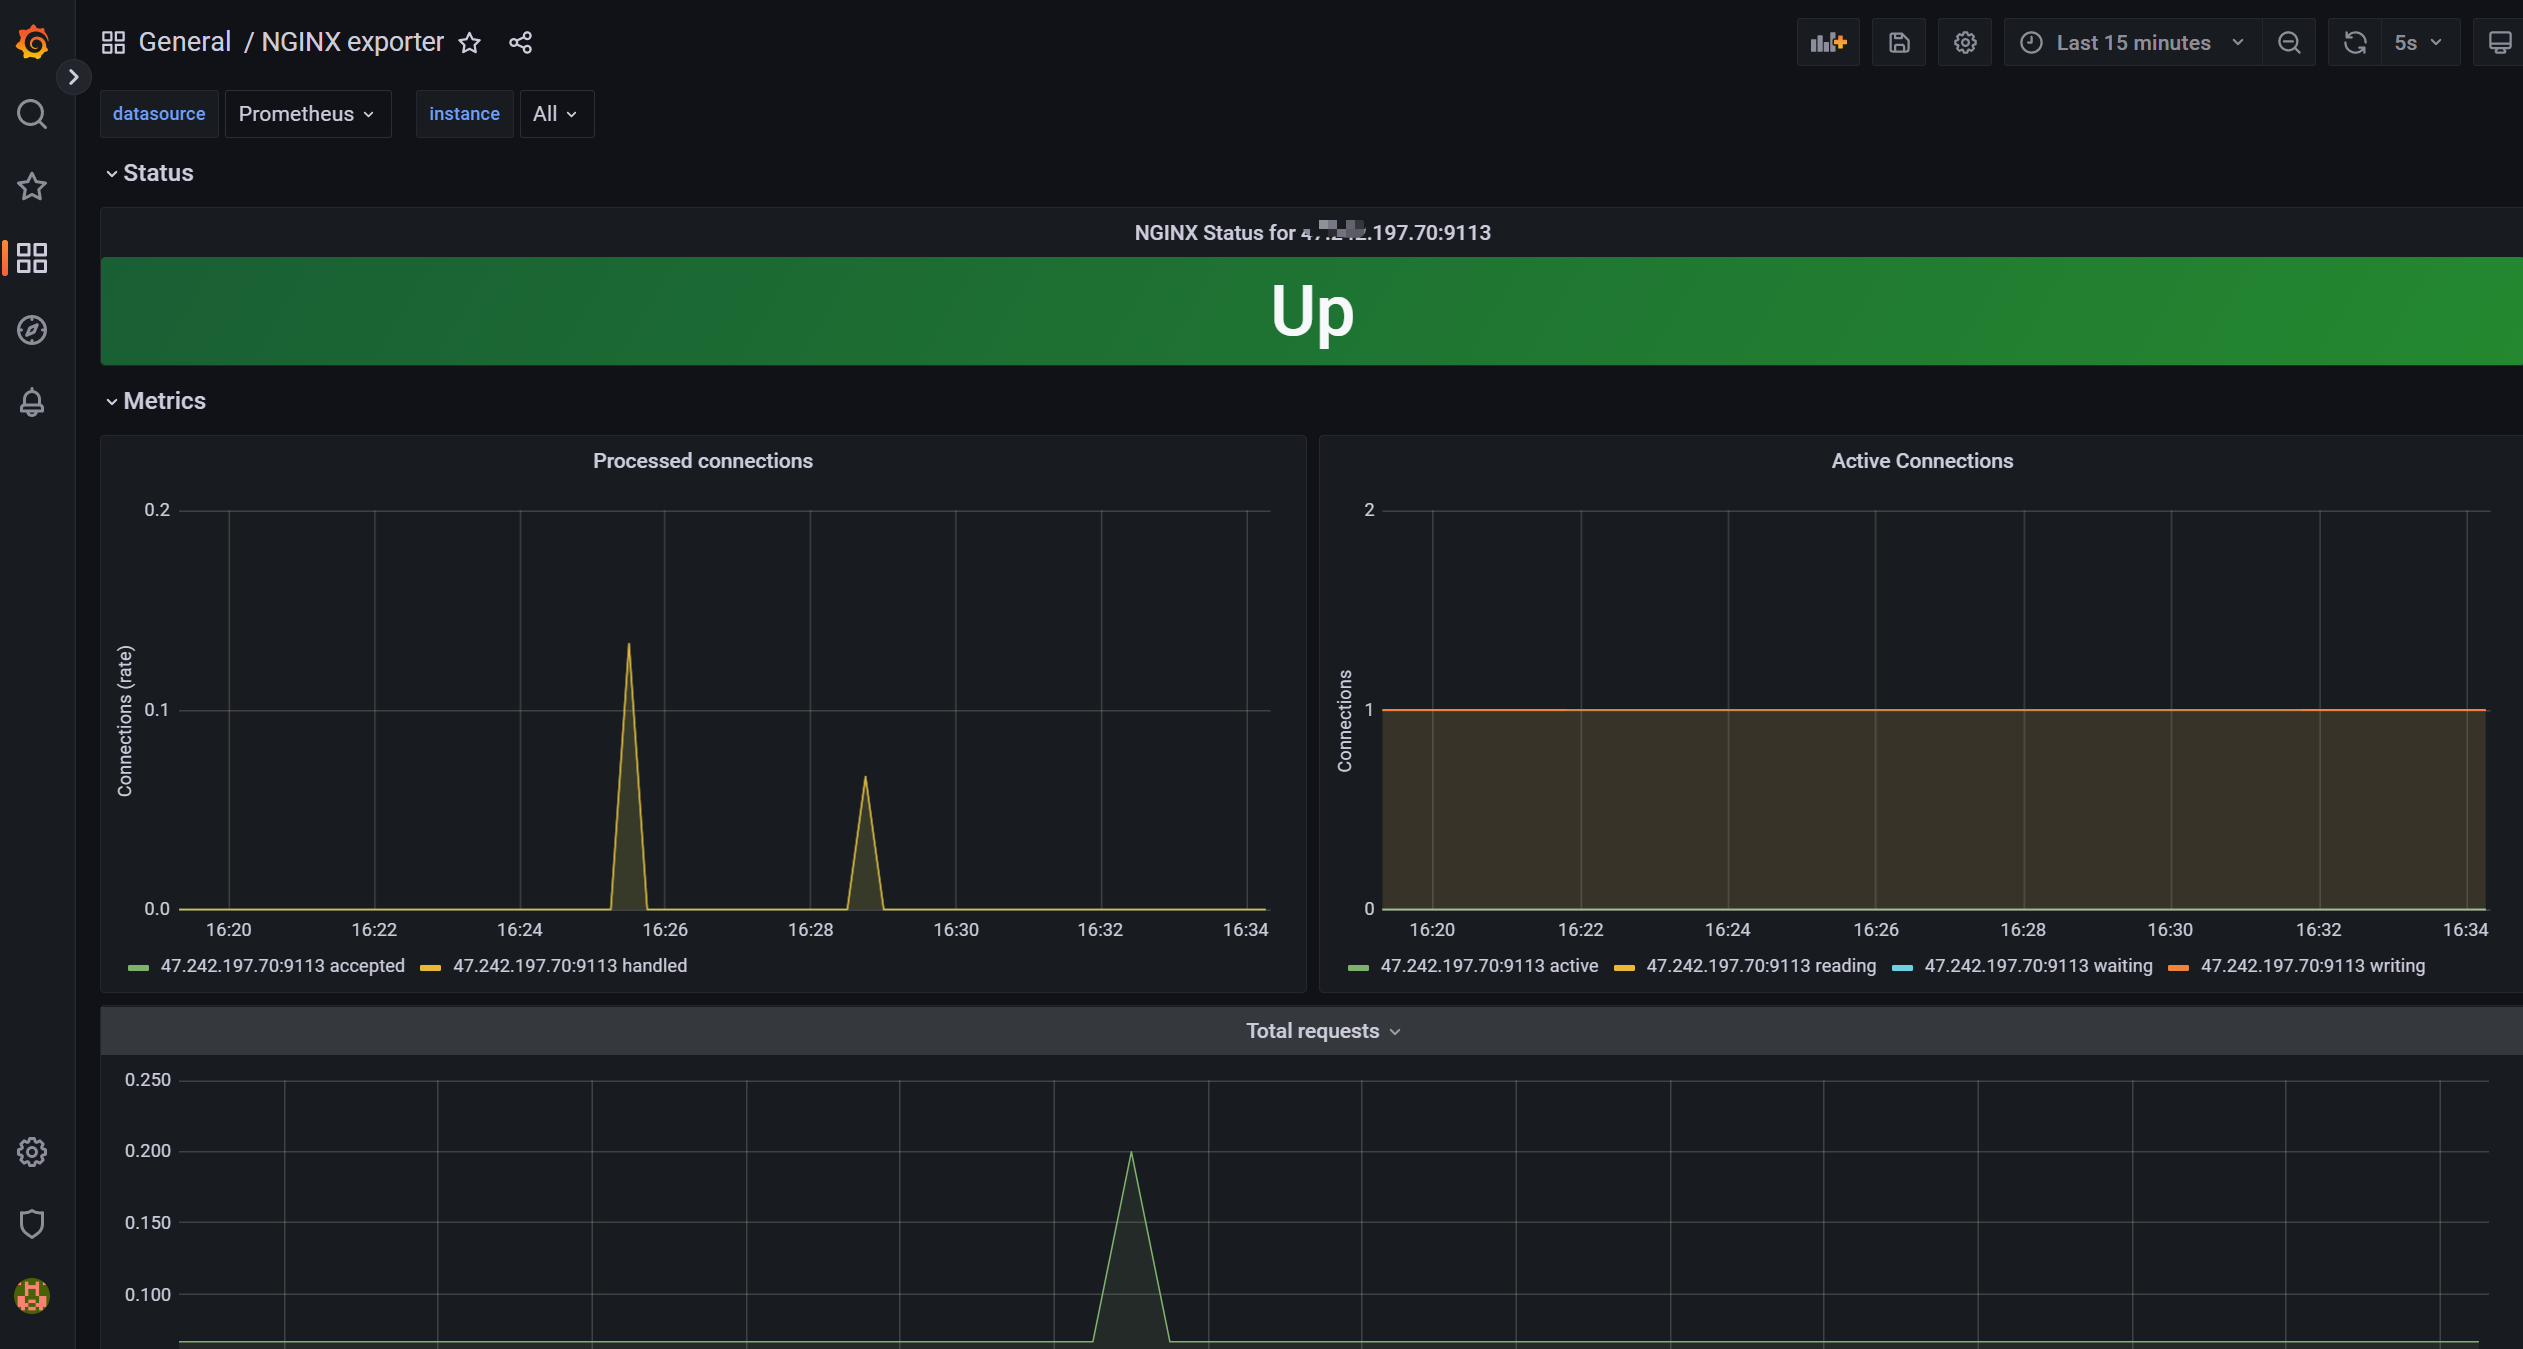 General / NGINX exporter
Last 15 minutes
5s
datasource Prometheus instance All
Status
NGINX Status for .197.70:9113
Up
Metrics
Processed connections
Connections (rate)
0.2
0.1
0.0
16:20 16:22 16:24 16:26 16:28 16:30 16:32 16:34
47.242.197.70:9113 accepted 47.242.197.70:9113 handled
Active Connections
Connections
2
1
0
16:20 16:22 16:24 16:26 16:28 16:30 16:32 16:34
47.242.197.70:9113 active 47.242.197.70:9113 reading 47.242.197.70:9113 waiting 47.242.197.70:9113 writing
Total requests
0.250
0.200
0.150
0.100